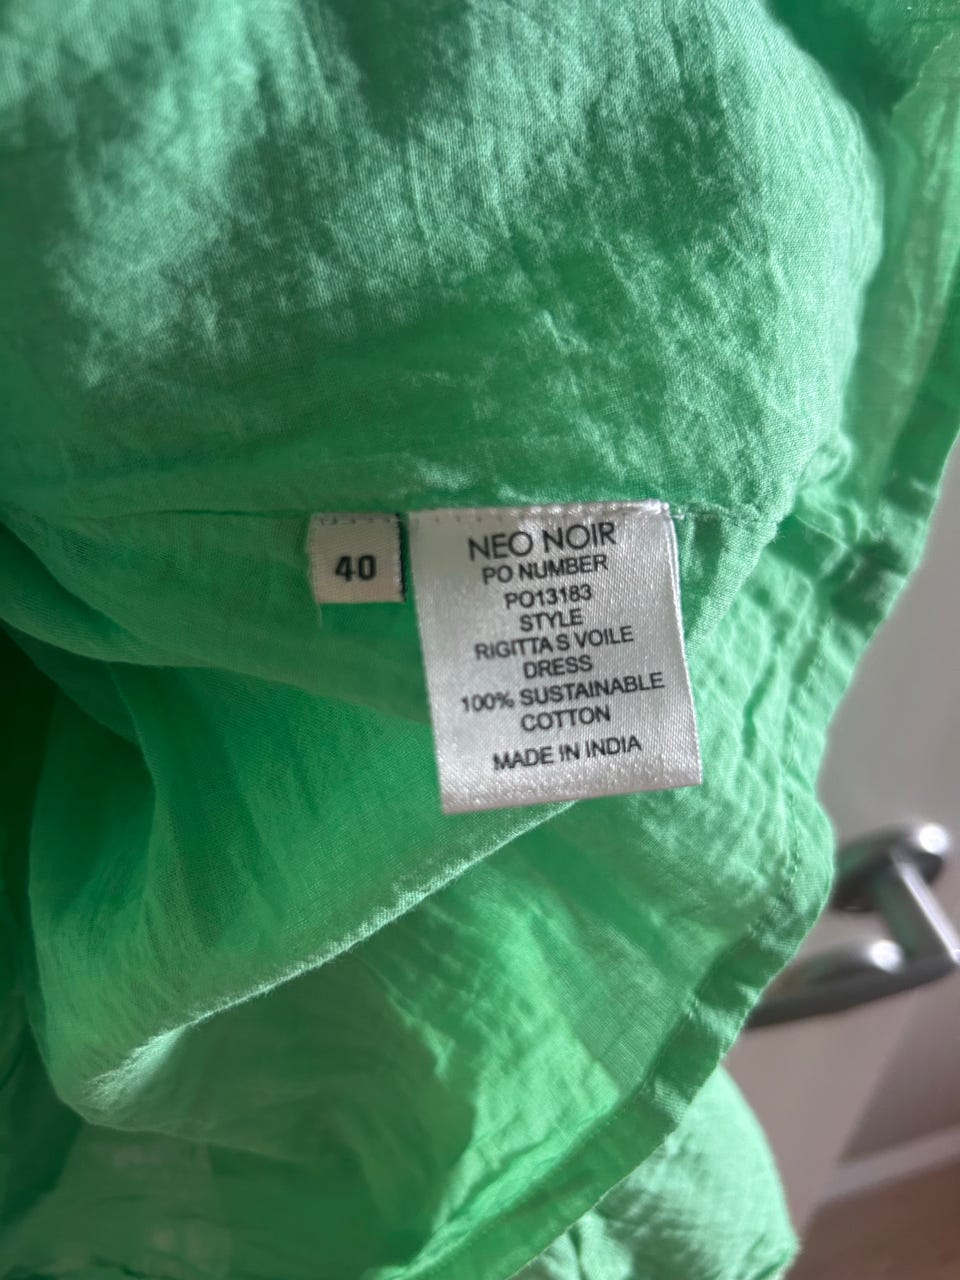 40
NEO NOIR
PO NUMBER
PO13183
STYLE
RIGITTA S VOILE
DRESS
100% SUSTAINABLE
COTTON
MADE IN INDIA